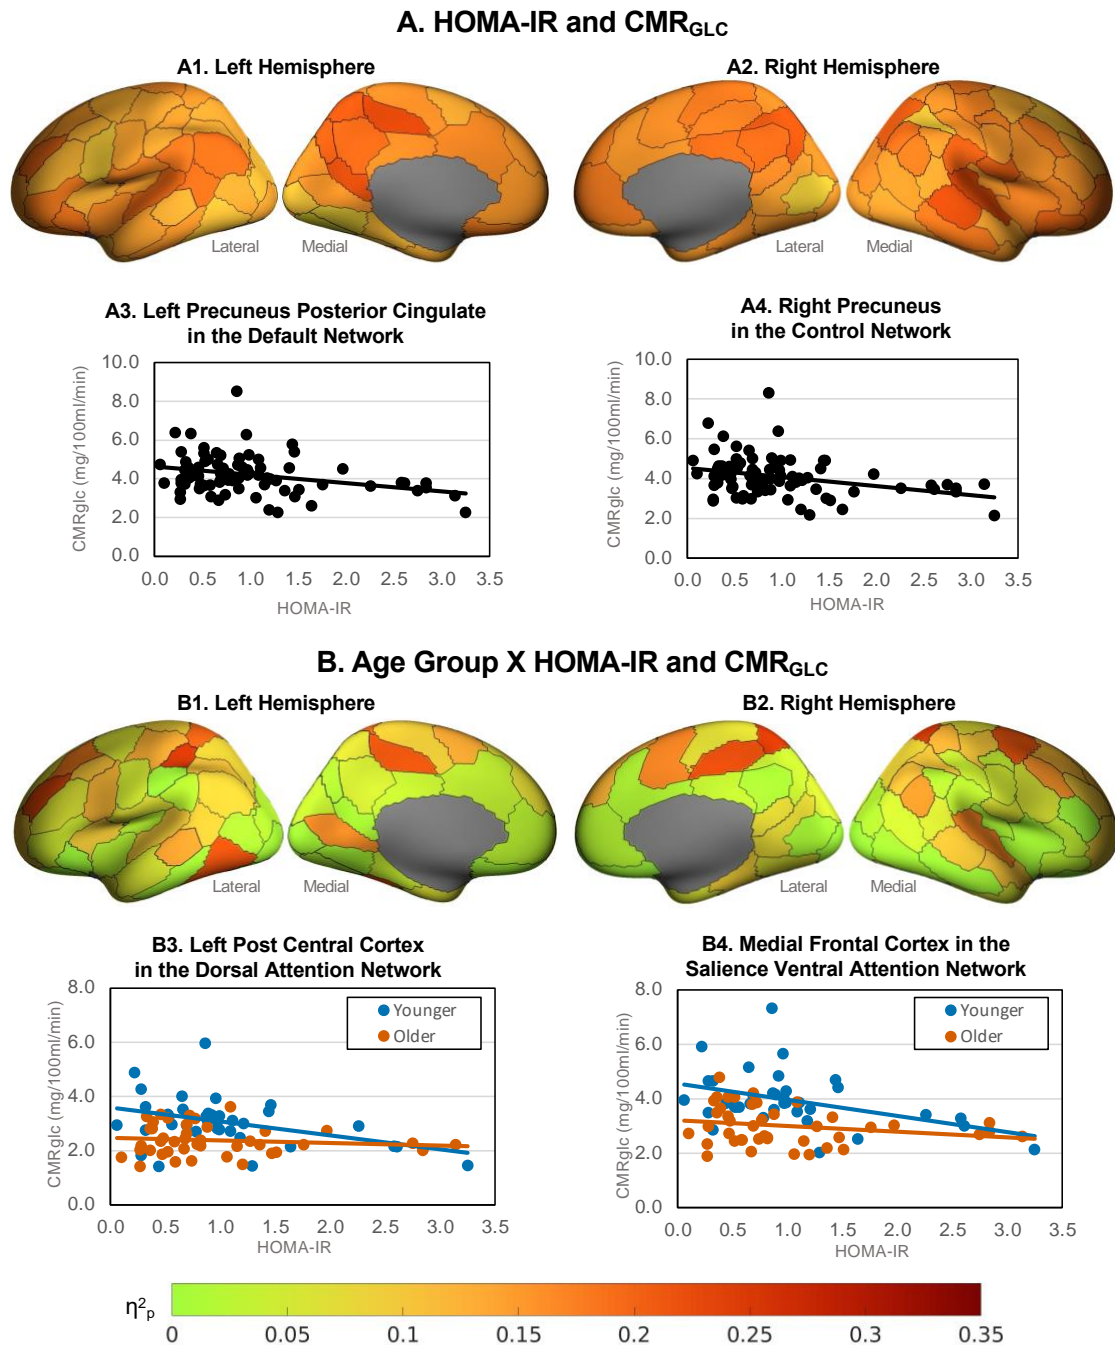 A. HOMA-IR and CMRGLC
A1. Left Hemisphere
A2. Right Hemisphere
Lateral
Medial
Lateral
Medial
A3. Left Precuneus Posterior Cingulate
in the Default Network
A4. Right Precuneus
in the Control Network
CMRglc (mg/100ml/min)
10.0
8.0
6.0
4.0
2.0
0.0
0.0 0.5 1.0 1.5 2.0 2.5 3.0 3.5
HOMA-IR
CMRglc (mg/100ml/min)
10.0
8.0
6.0
4.0
2.0
0.0
0.0 0.5 1.0 1.5 2.0 2.5 3.0 3.5
HOMA-IR
B. Age Group X HOMA-IR and CMRGLC
B1. Left Hemisphere
B2. Right Hemisphere
Lateral
Medial
Lateral
Medial
B3. Left Post Central Cortex
in the Dorsal Attention Network
B4. Medial Frontal Cortex in the
Salience Ventral Attention Network
CMRglc (mg/100ml/min)
8.0
6.0
4.0
2.0
0.0
Younger
Older
0.0 0.5 1.0 1.5 2.0 2.5 3.0 3.5
HOMA-IR
CMRglc (mg/100ml/min)
8.0
6.0
4.0
2.0
0.0
Younger
Older
0.0 0.5 1.0 1.5 2.0 2.5 3.0 3.5
HOMA-IR
η²p
0 0.05 0.1 0.15 0.2 0.25 0.3 0.35